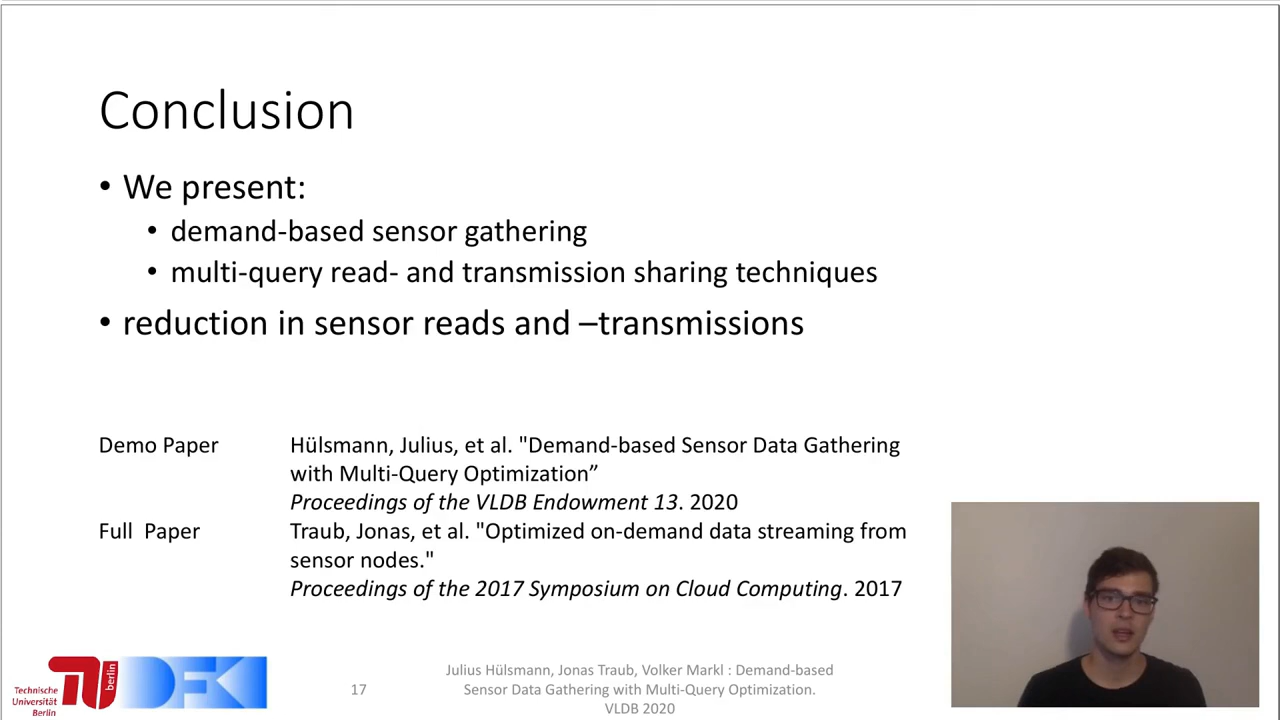 Conclusion
• We present:
• demand-based sensor gathering
• multi-query read- and transmission sharing techniques
• reduction in sensor reads and –transmissions
Demo Paper Hülsmann, Julius, et al. "Demand-based Sensor Data Gathering
with Multi-Query Optimization”
Proceedings of the VLDB Endowment 13. 2020
Full Paper Traub, Jonas, et al. "Optimized on-demand data streaming from
sensor nodes."
Proceedings of the 2017 Symposium on Cloud Computing. 2017
Technische
Universität
Berlin
TU
berlin
DFKI
17
Julius Hülsmann, Jonas Traub, Volker Markl : Demand-based
Sensor Data Gathering with Multi-Query Optimization.
VLDB 2020